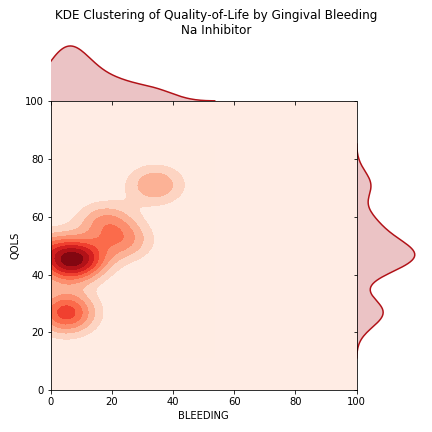 KDE Clustering of Quality-of-Life by Gingival Bleeding
Na Inhibitor
100
80
60
40
20
0
QOLS
0 20 40 60 80 100
BLEEDING